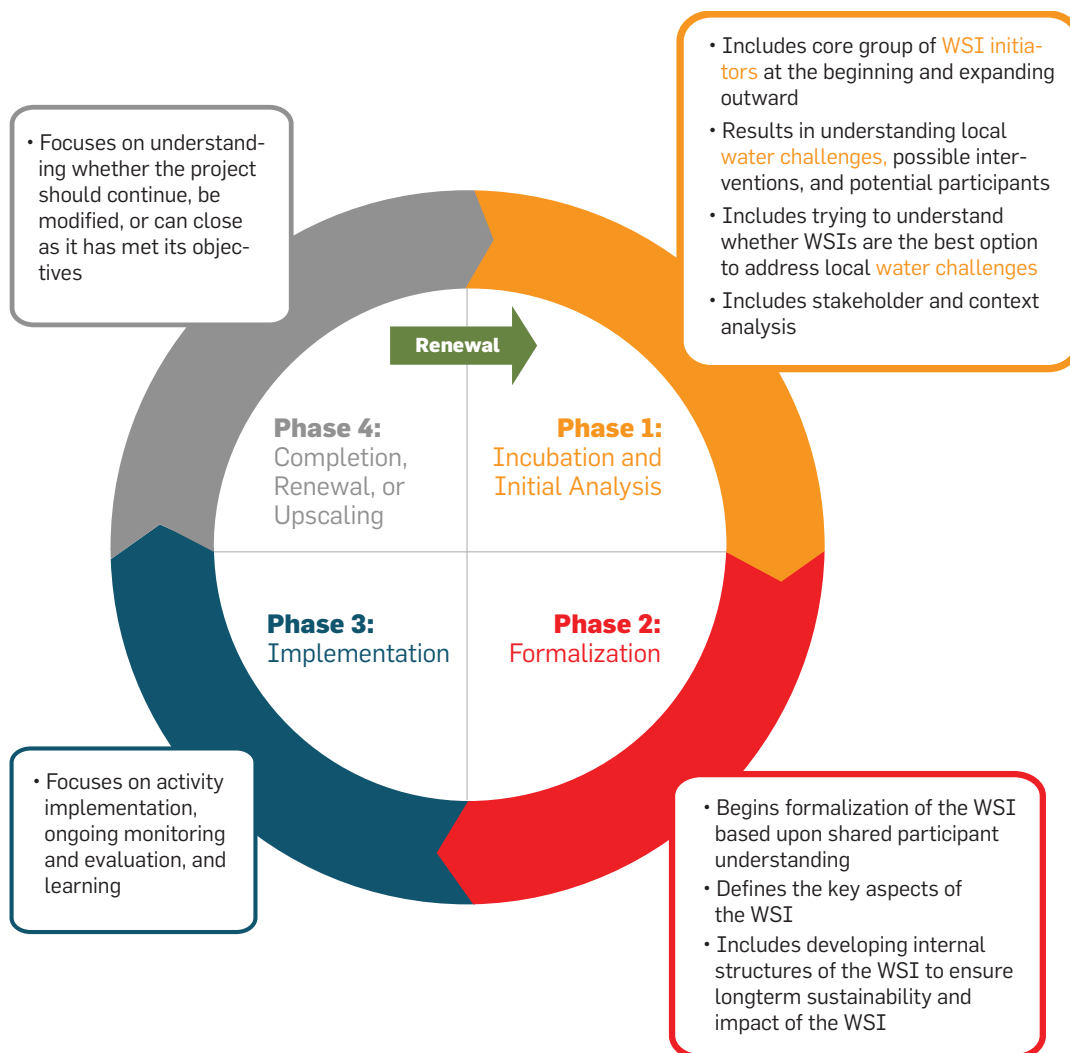 • Includes core group of WSI initia-
tors at the beginning and expanding
outward
• Results in understanding local
water challenges, possible inter-
ventions, and potential participants
• Includes trying to understand
whether WSIs are the best option
to address local water challenges
• Includes stakeholder and context
analysis
• Focuses on understand-
ing whether the project
should continue, be
modified, or can close
as it has met its objec-
tives
Renewal
Phase 4:
Completion,
Renewal, or
Upscaling
Phase 1:
Incubation and
Initial Analysis
Phase 3:
Implementation
Phase 2:
Formalization
• Focuses on activity
implementation,
ongoing monitoring
and evaluation, and
learning
• Begins formalization of the WSI
based upon shared participant
understanding
• Defines the key aspects of
the WSI
• Includes developing internal
structures of the WSI to ensure
longterm sustainability and
impact of the WSI